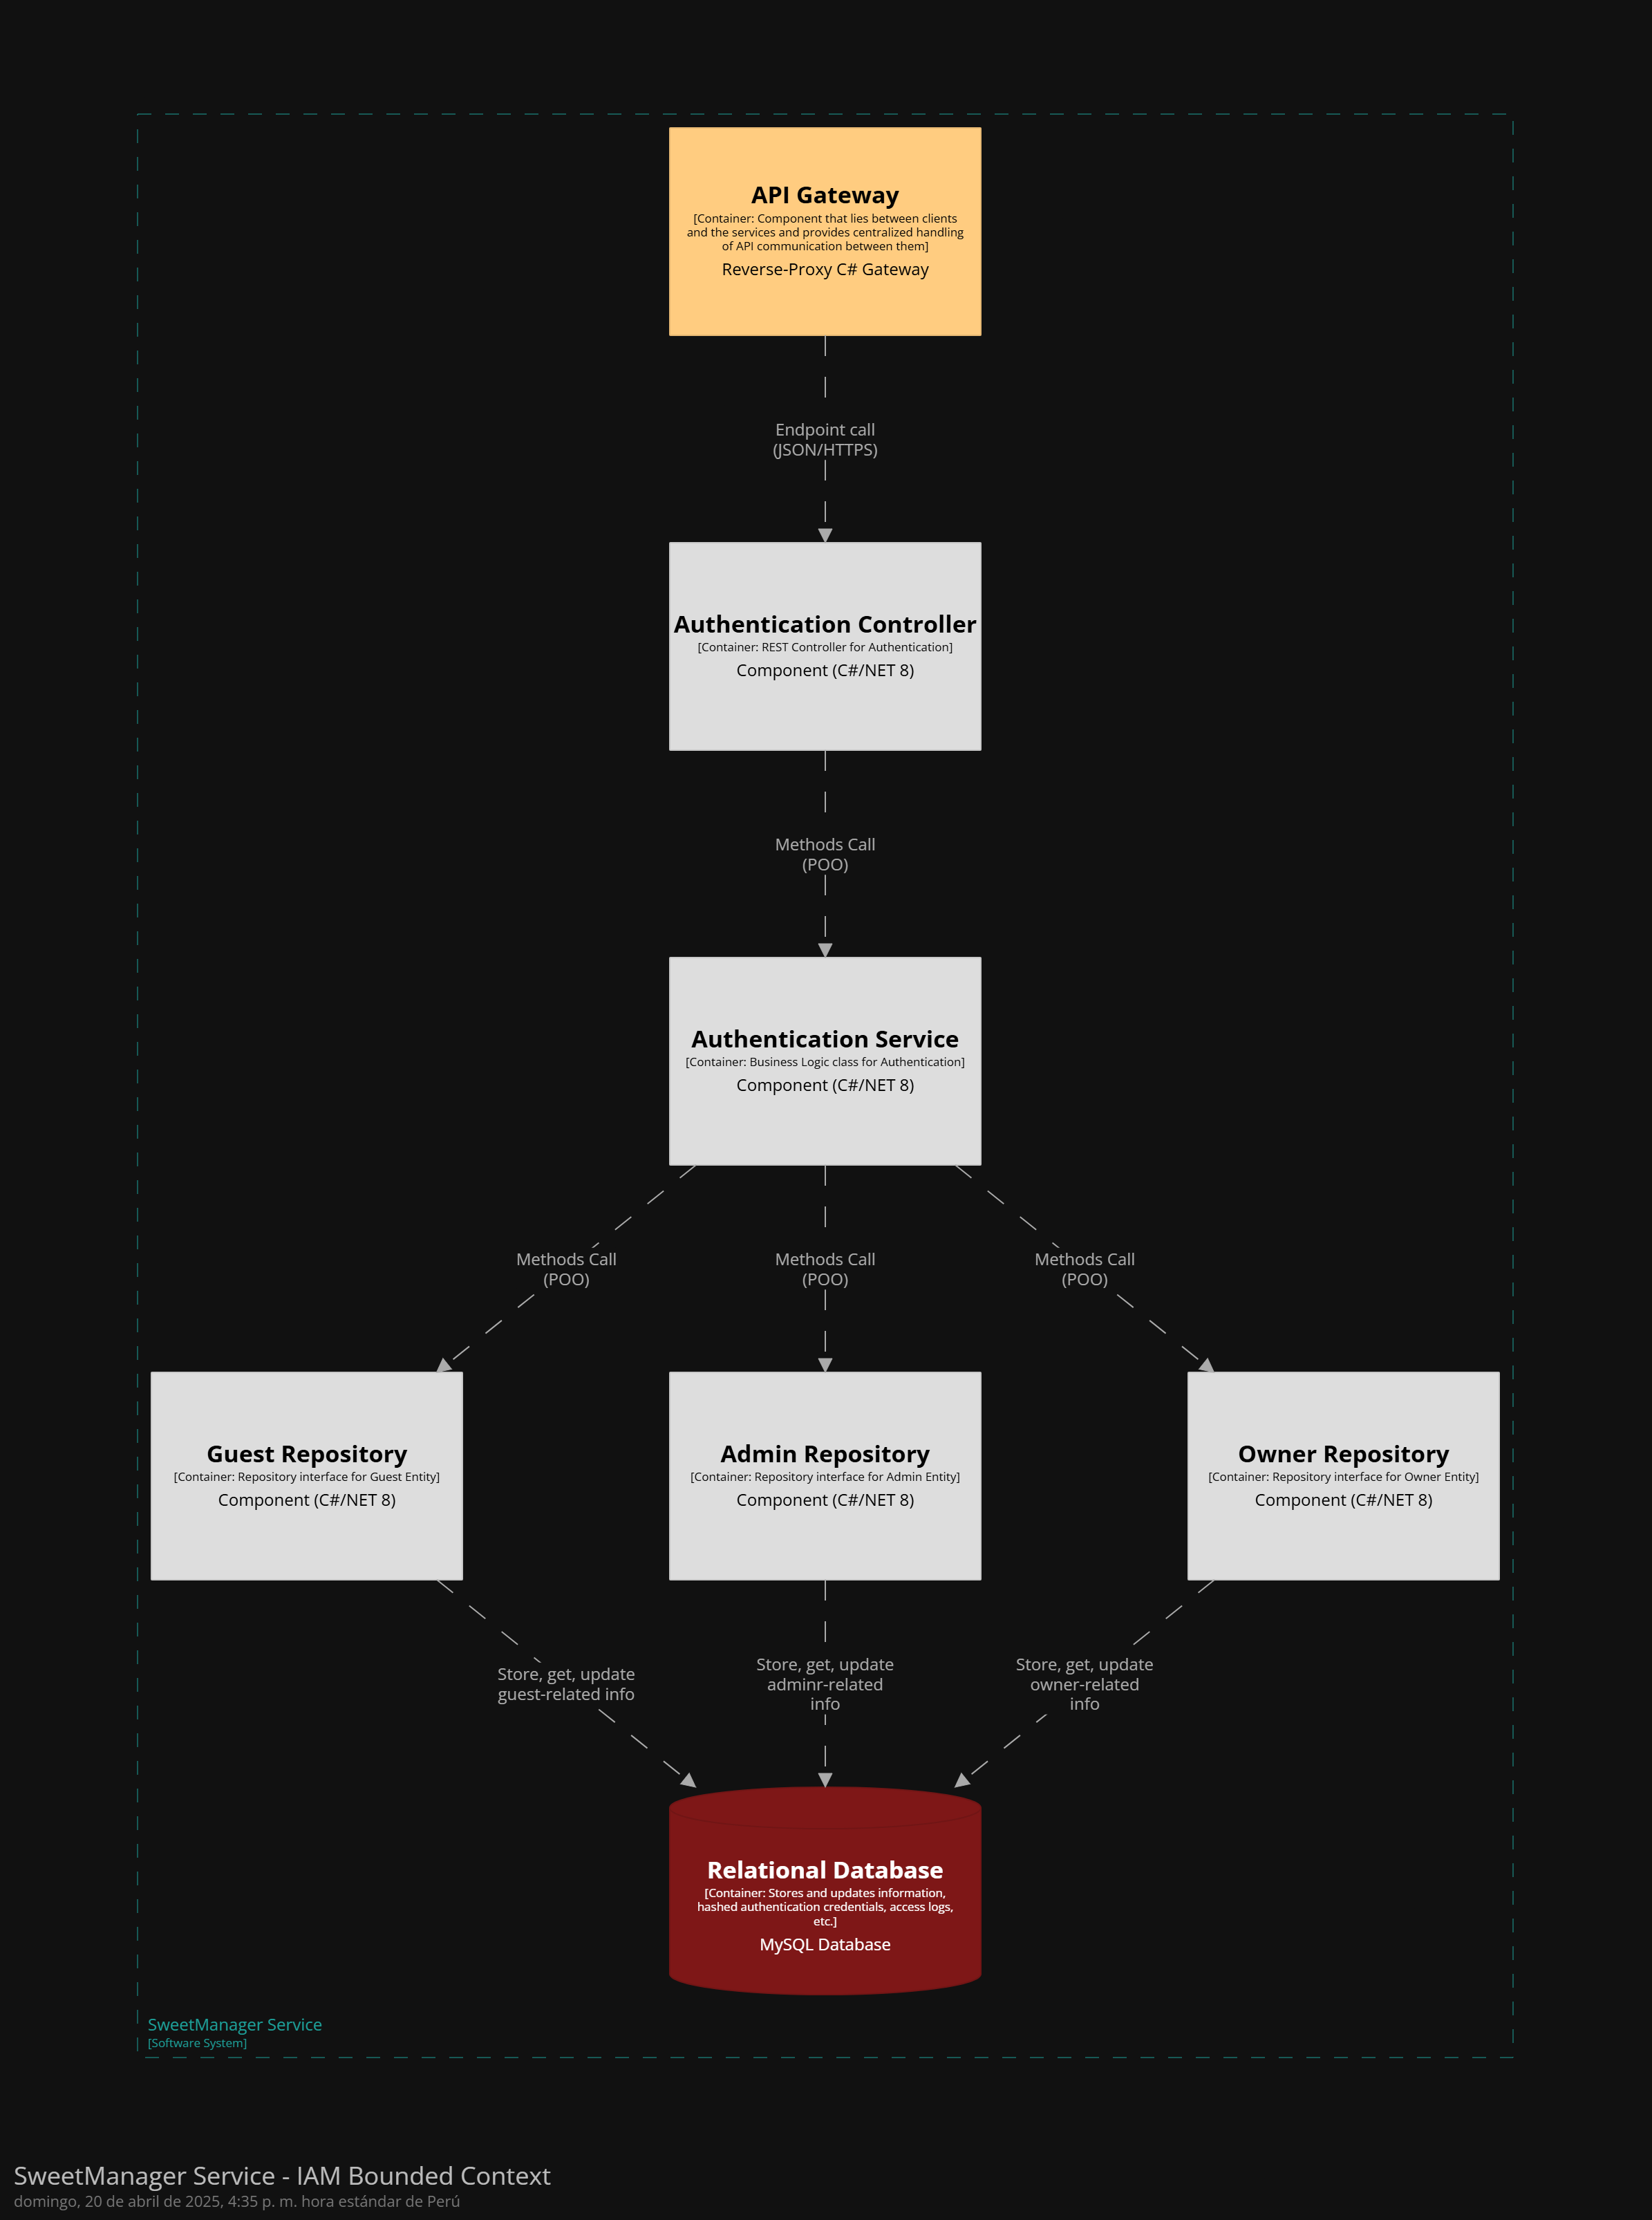 API Gateway
[Container: Component that lies between clients
and the services and provides centralized handling
of API communication between them]
Reverse-Proxy C# Gateway
Endpoint call
(JSON/HTTPS)
Authentication Controller
[Container: REST Controller for Authentication]
Component (C#/NET 8)
Methods Call
(POO)
Authentication Service
[Container: Business Logic class for Authentication]
Component (C#/NET 8)
Methods Call
(POO)
Methods Call
(POO)
Methods Call
(POO)
Guest Repository
[Container: Repository interface for Guest Entity]
Component (C#/NET 8)
Admin Repository
[Container: Repository interface for Admin Entity]
Component (C#/NET 8)
Owner Repository
[Container: Repository interface for Owner Entity]
Component (C#/NET 8)
Store, get, update
guest-related info
Store, get, update
adminr-related
info
Store, get, update
owner-related
info
Relational Database
[Container: Stores and updates information,
hashed authentication credentials, access logs,
etc.]
MySQL Database
SweetManager Service
[Software System]
SweetManager Service - IAM Bounded Context
domingo, 20 de abril de 2025, 4:35 p. m. hora estándar de Perú